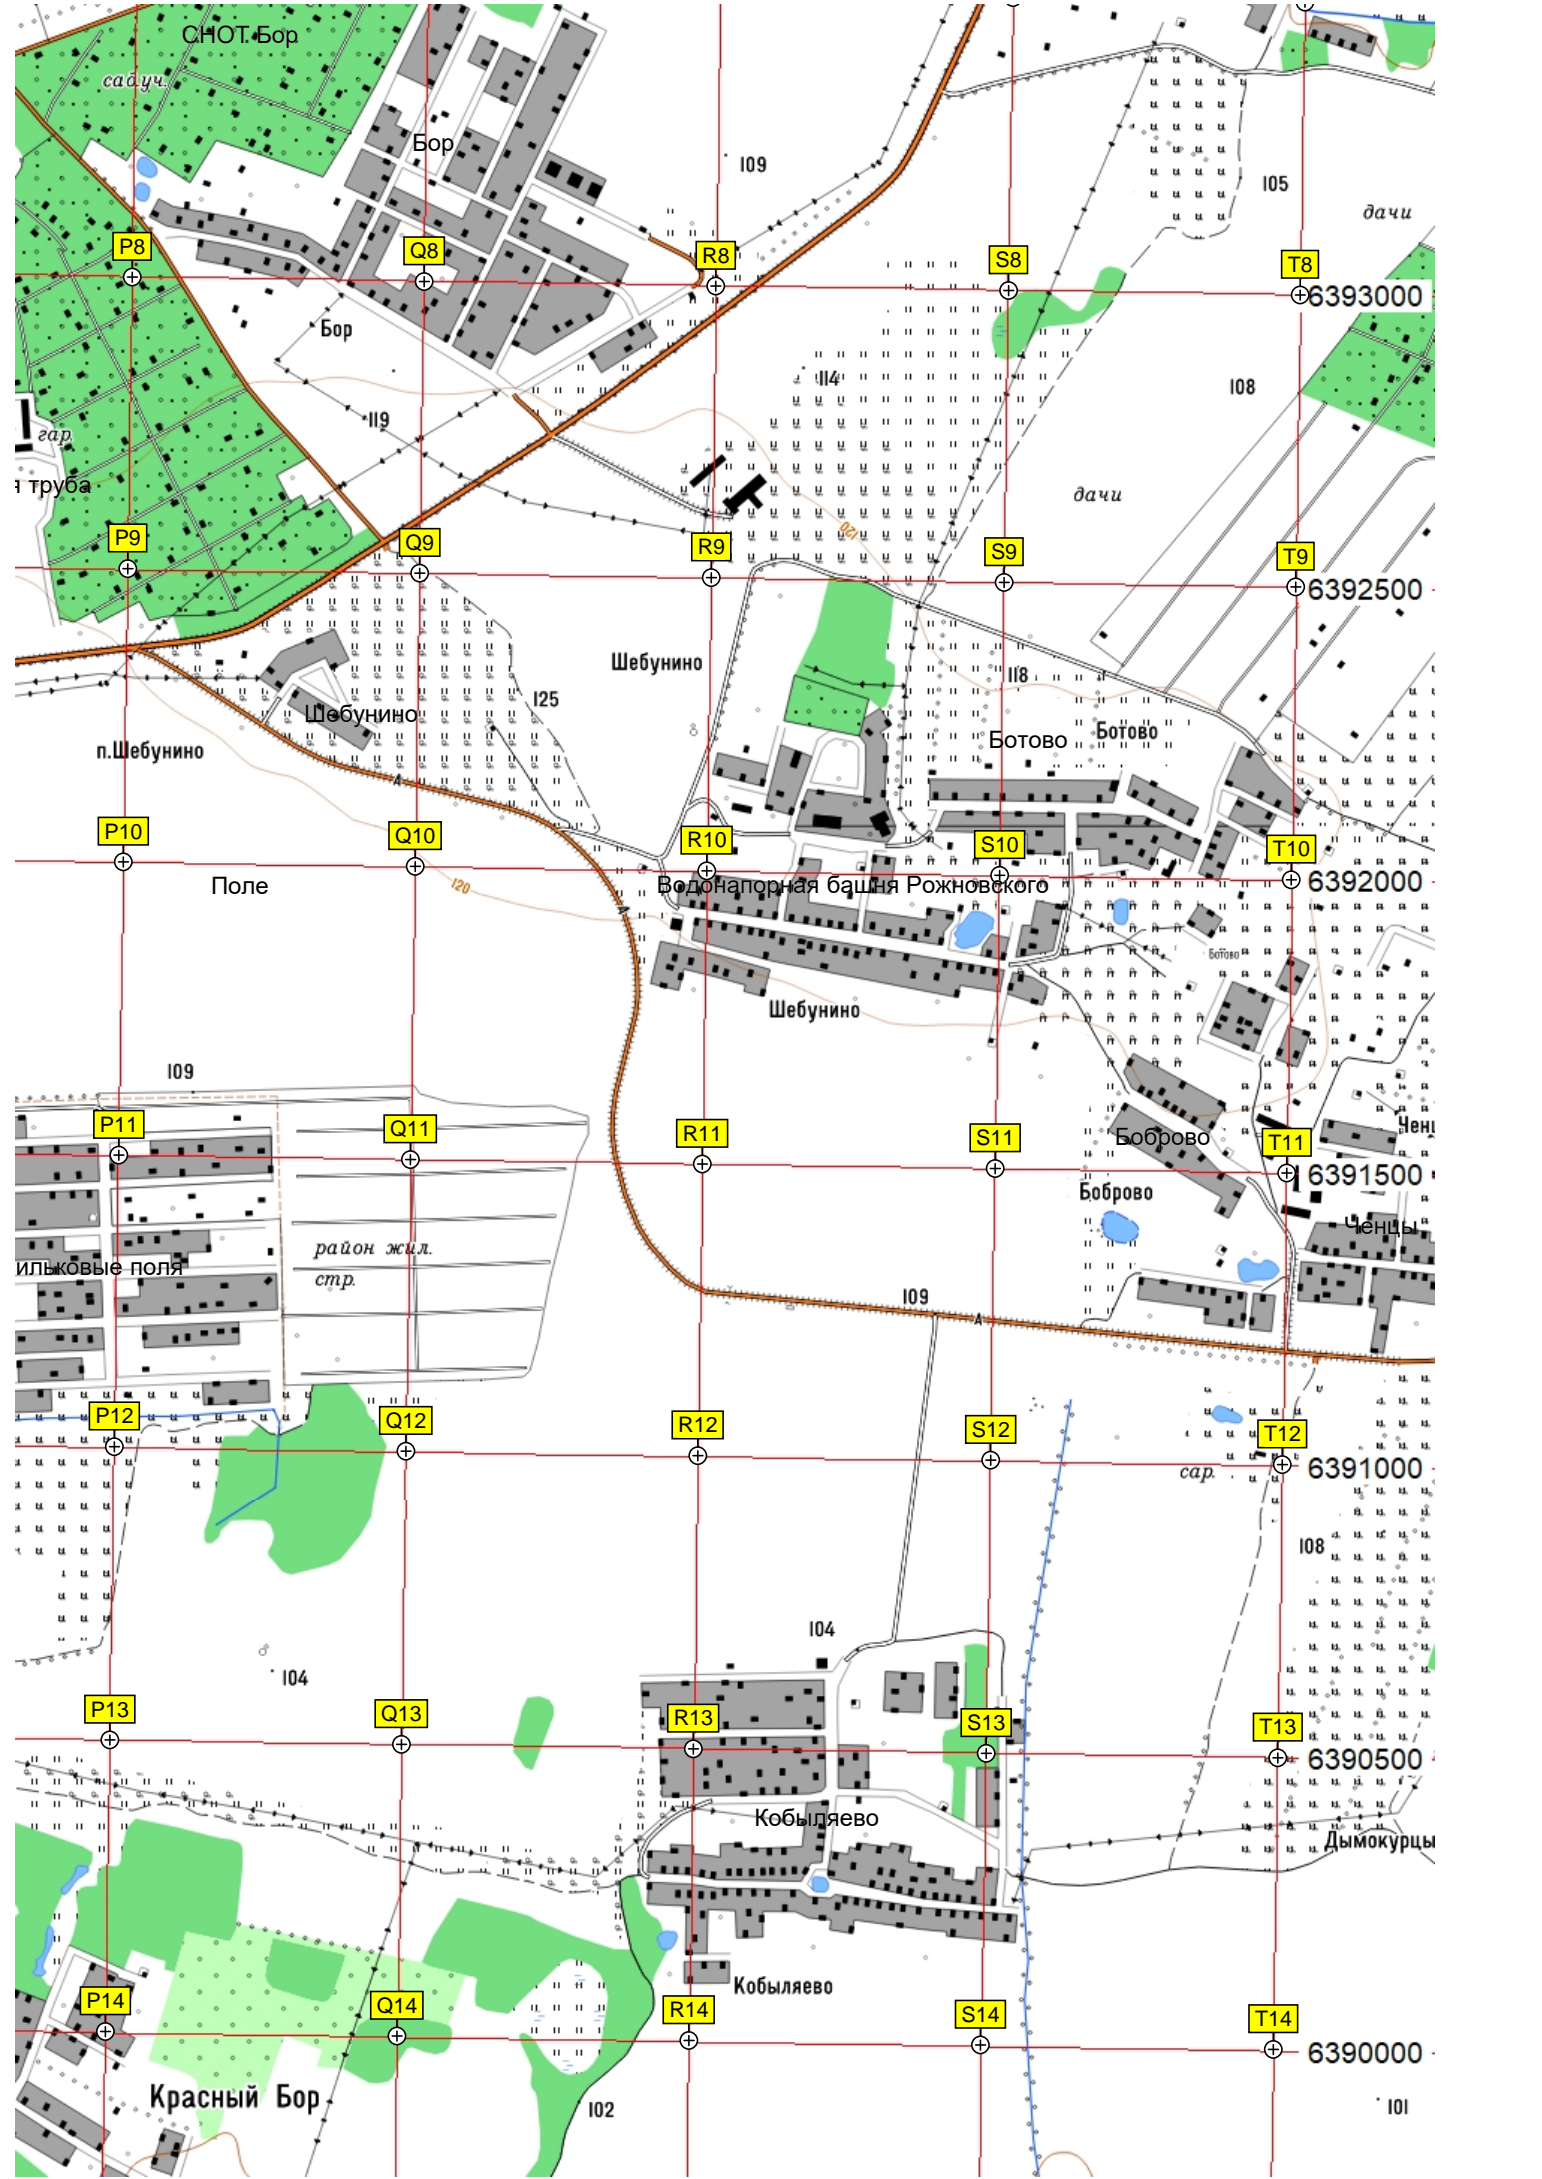 СНОТ Бор
сад.уч.
Бор
109
105
дачи
P8
Q8
R8
S8
T8
6393000
Бор
114
108
119
гар.
я труба
дачи
120
P9
Q9
R9
S9
T9
6392500
Шебунино
118
125
Шебунино
п.Шебунино
Ботово
Ботово
А
P10
Q10
R10
S10
T10
6392000
Поле
120
Водонапорная башня Рожновского
А
Ботово
Шебунино
109
P11
Q11
R11
S11
T11
6391500
Боброво
Ченц
Боброво
Ченцы
район жил.
стр.
ильковые поля
109
А
P12
Q12
R12
S12
T12
6391000
сар.
108
104
104
P13
Q13
R13
S13
T13
6390500
Кобыляево
Дымокурцы
Кобыляево
P14
Q14
R14
S14
T14
6390000
Красный Бор
102
101